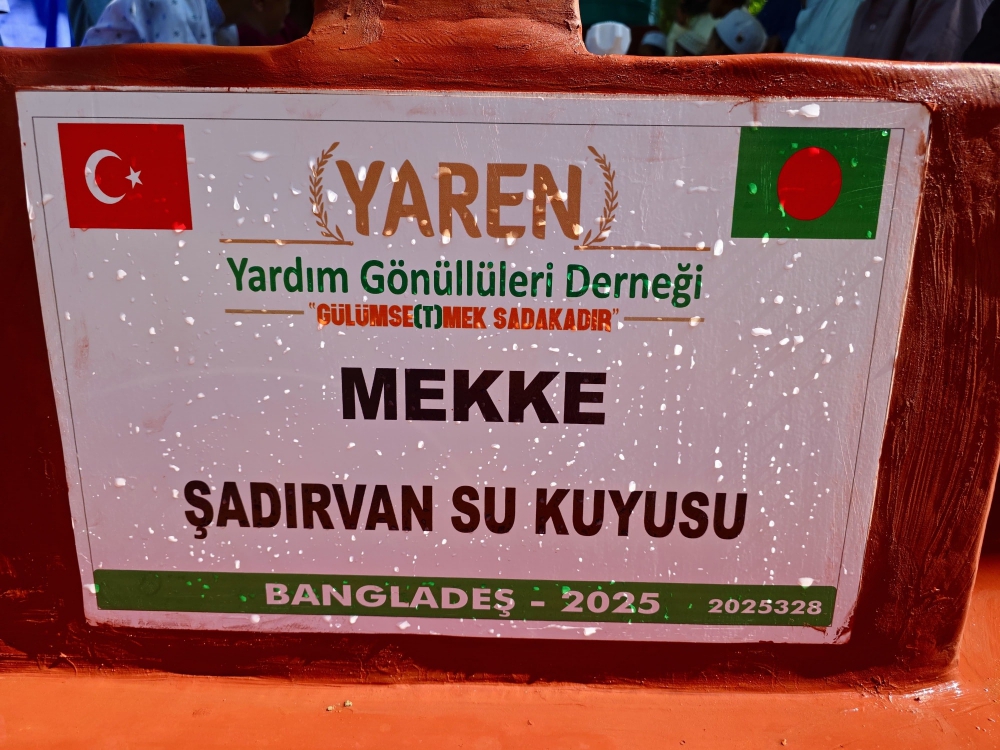 YAREN
Yardım Gönüllüleri Derneği
"GÜLÜMSE(T)MEK SADAKADIR"
MEKKE
ŞADIRVAN SU KUYUSU
BANGLADEŞ - 2025 2025328